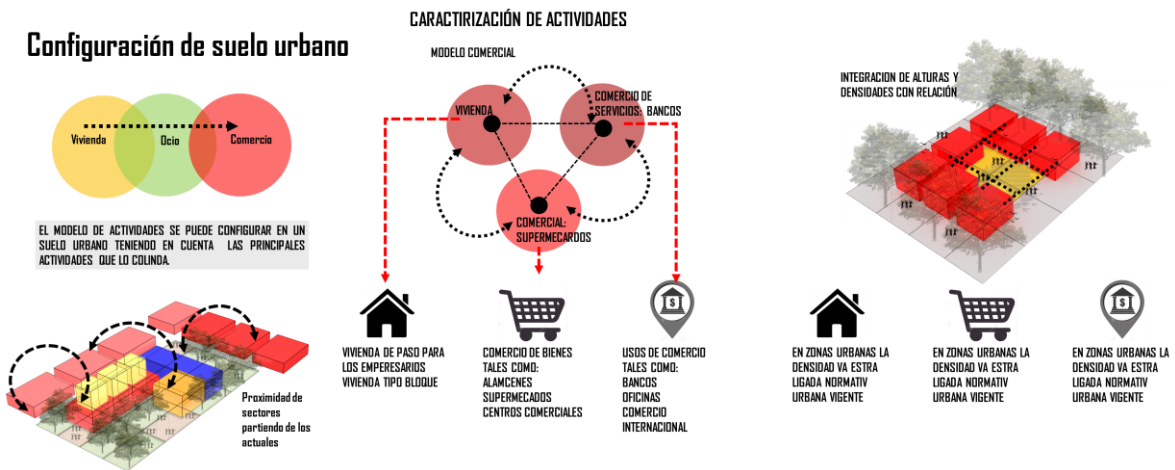 CARACTIRIZACIÓN DE ACTIVIDADES
Configuración de suelo urbano
MODELO COMERCIAL
Vivienda
Ocio
Comercio
VIVIENDA
COMERCIO DE
SERVICIOS: BANCOS
COMERCIAL:
SUPERMECARDOS
INTEGRACION DE ALTURAS Y
DENSIDADES CON RELACIÓN
EL MODELO DE ACTIVIDADES SE PUEDE CONFIGURAR EN UN
SUELO URBANO TENIENDO EN CUENTA LAS PRINCIPALES
ACTIVIDADES QUE LO COLINDA.
Proximidad de
sectores
partiendo de los
actuales
VIVIENDA DE PASO PARA
LOS EMPERESARIOS
VIVIENDA TIPO BLOQUE
COMERCIO DE BIENES
TALES COMO:
ALAMCENES
SUPERMECADOS
CENTROS COMERCIALES
$
USOS DE COMERCIO
TALES COMO:
BANCOS
OFICINAS
COMERCIO
INTERNACIONAL
EN ZONAS URBANAS LA
DENSIDAD VA ESTRA
LIGADA NORMATIV
URBANA VIGENTE
EN ZONAS URBANAS LA
DENSIDAD VA ESTRA
LIGADA NORMATIV
URBANA VIGENTE
$
EN ZONAS URBANAS LA
DENSIDAD VA ESTRA
LIGADA NORMATIV
URBANA VIGENTE